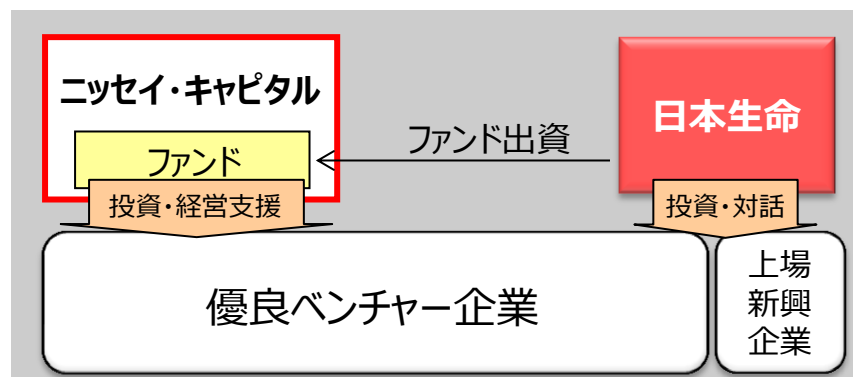 ニッセイ・キャピタル
ファンド
ファンド出資
日本生命
投資・経営支援
投資・対話
優良ベンチャー企業
上場
新興
企業